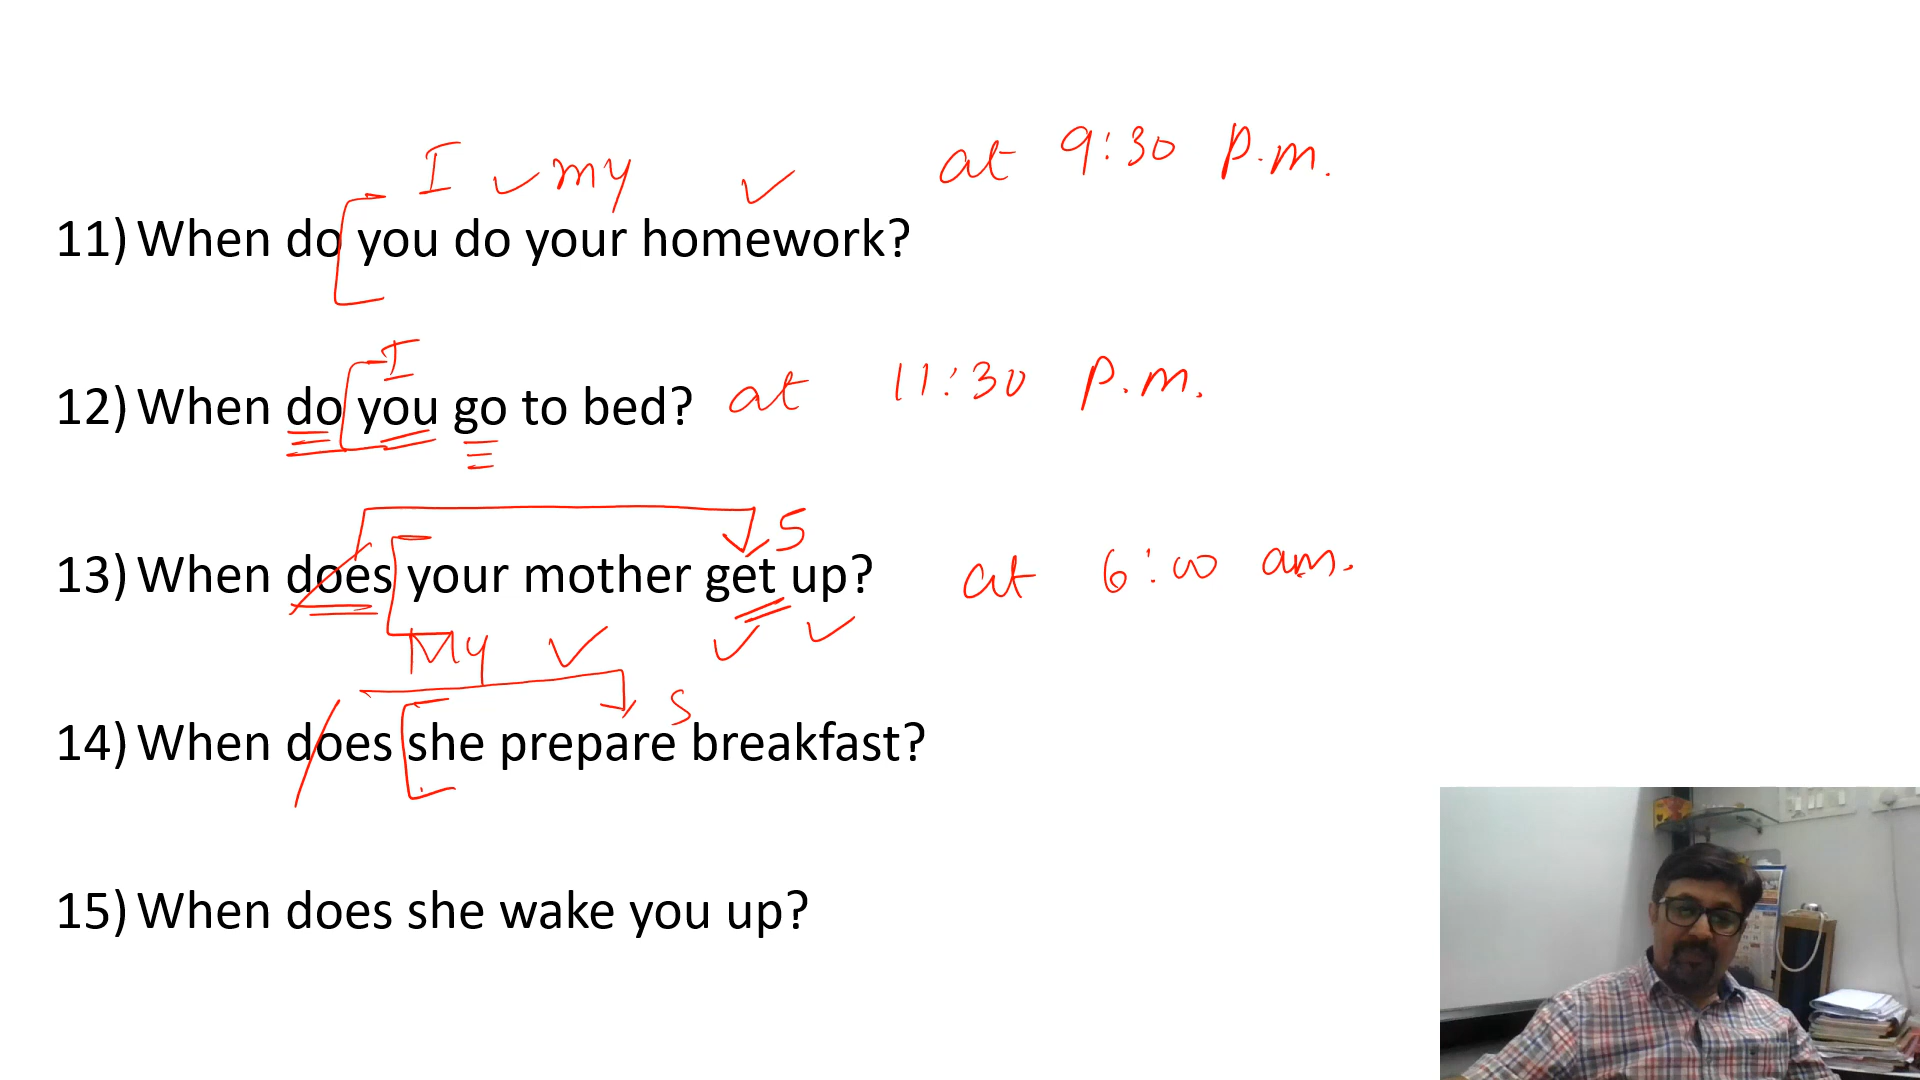 I ✓ my ✓ at 9:30 p.m.
11) When do you do your homework?
I
12) When do you go to bed? at 11:30 p.m.
S
13) When does your mother get up? at 6:00 am.
My ✓ ✓ ✓
S
14) When does she prepare breakfast?
15) When does she wake you up?